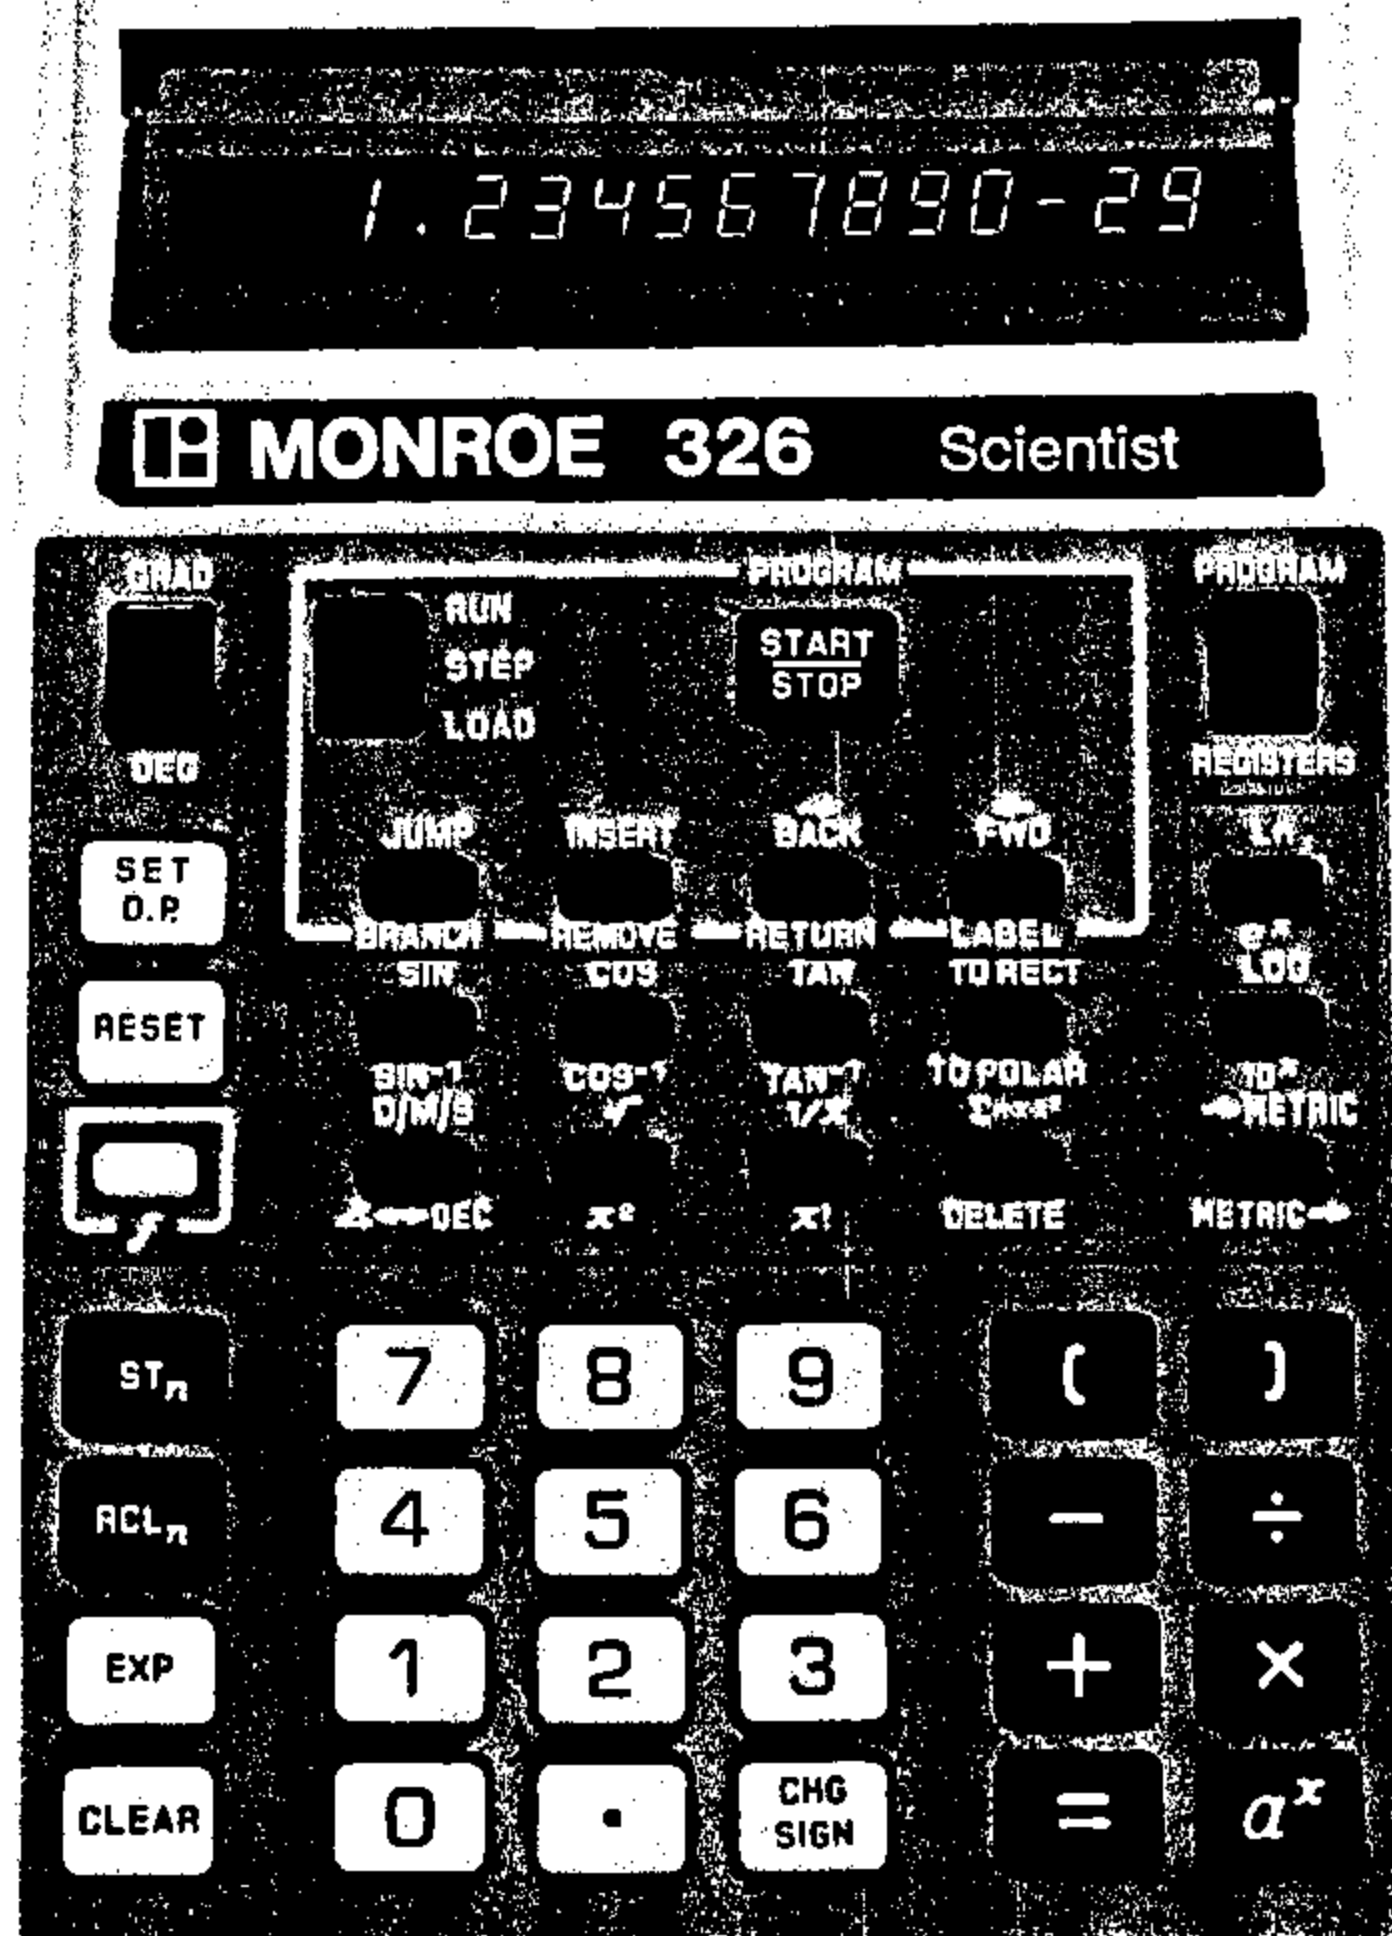 1.234567890-29
MONROE 326 Scientist
GRAD PROGRAM PROGRAM
RUN
STEP
LOAD
START
STOP
DEG REGISTERS
JUMP INSERT BACK FWD LN
SET
D.P.
BRANCH REMOVE RETURN LABEL eˣ
SIN COS TAN TO RECT LOG
RESET
SIN⁻¹ COS⁻¹ TAN⁻¹ TO POLAR 10ˣ
D/M/S √ 1/X →METRIC
↔DEC x² x! DELETE METRIC→
f
STn 7 8 9 ( )
RCLn 4 5 6 − ÷
EXP 1 2 3 + ×
CLEAR 0 . CHG SIGN = aˣ